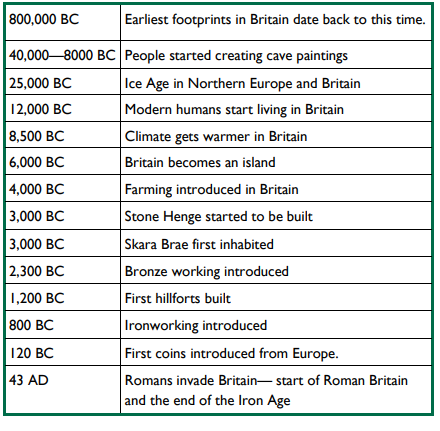 800,000 BC Earliest footprints in Britain date back to this time.
40,000—8000 BC People started creating cave paintings
25,000 BC Ice Age in Northern Europe and Britain
12,000 BC Modern humans start living in Britain
8,500 BC Climate gets warmer in Britain
6,000 BC Britain becomes an island
4,000 BC Farming introduced in Britain
3,000 BC Stone Henge started to be built
3,000 BC Skara Brae first inhabited
2,300 BC Bronze working introduced
1,200 BC First hillforts built
800 BC Ironworking introduced
120 BC First coins introduced from Europe.
43 AD Romans invade Britain— start of Roman Britain
and the end of the Iron Age